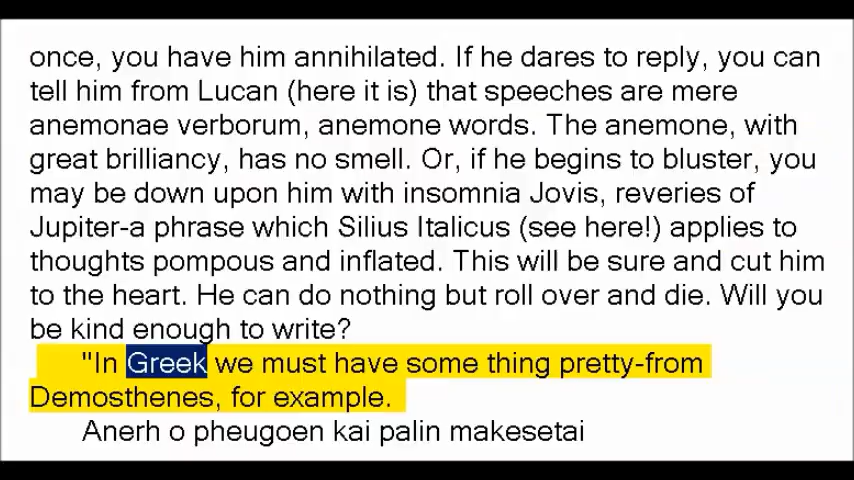 once, you have him annihilated. If he dares to reply, you can
tell him from Lucan (here it is) that speeches are mere
anemonae verborum, anemone words. The anemone, with
great brilliancy, has no smell. Or, if he begins to bluster, you
may be down upon him with insomnia Jovis, reveries of
Jupiter-a phrase which Silius Italicus (see here!) applies to
thoughts pompous and inflated. This will be sure and cut him
to the heart. He can do nothing but roll over and die. Will you
be kind enough to write?
"In Greek we must have some thing pretty-from
Demosthenes, for example.
Anerh o pheugoen kai palin makesetai